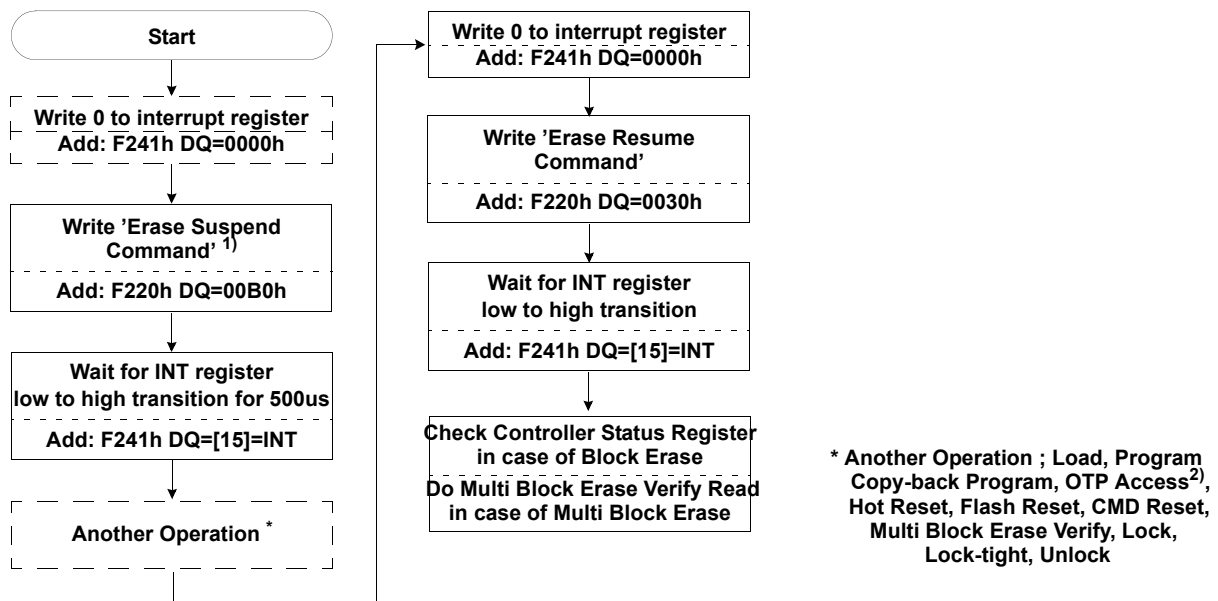 Start
Write 0 to interrupt register
Add: F241h DQ=0000h
Write ’Erase Suspend
Command’ 1)
Add: F220h DQ=00B0h
Wait for INT register
low to high transition for 500us
Add: F241h DQ=[15]=INT
Another Operation *
Write 0 to interrupt register
Add: F241h DQ=0000h
Write ’Erase Resume
Command’
Add: F220h DQ=0030h
Wait for INT register
low to high transition
Add: F241h DQ=[15]=INT
Check Controller Status Register
in case of Block Erase
Do Multi Block Erase Verify Read
in case of Multi Block Erase
* Another Operation ; Load, Program
Copy-back Program, OTP Access2),
Hot Reset, Flash Reset, CMD Reset,
Multi Block Erase Verify, Lock,
Lock-tight, Unlock